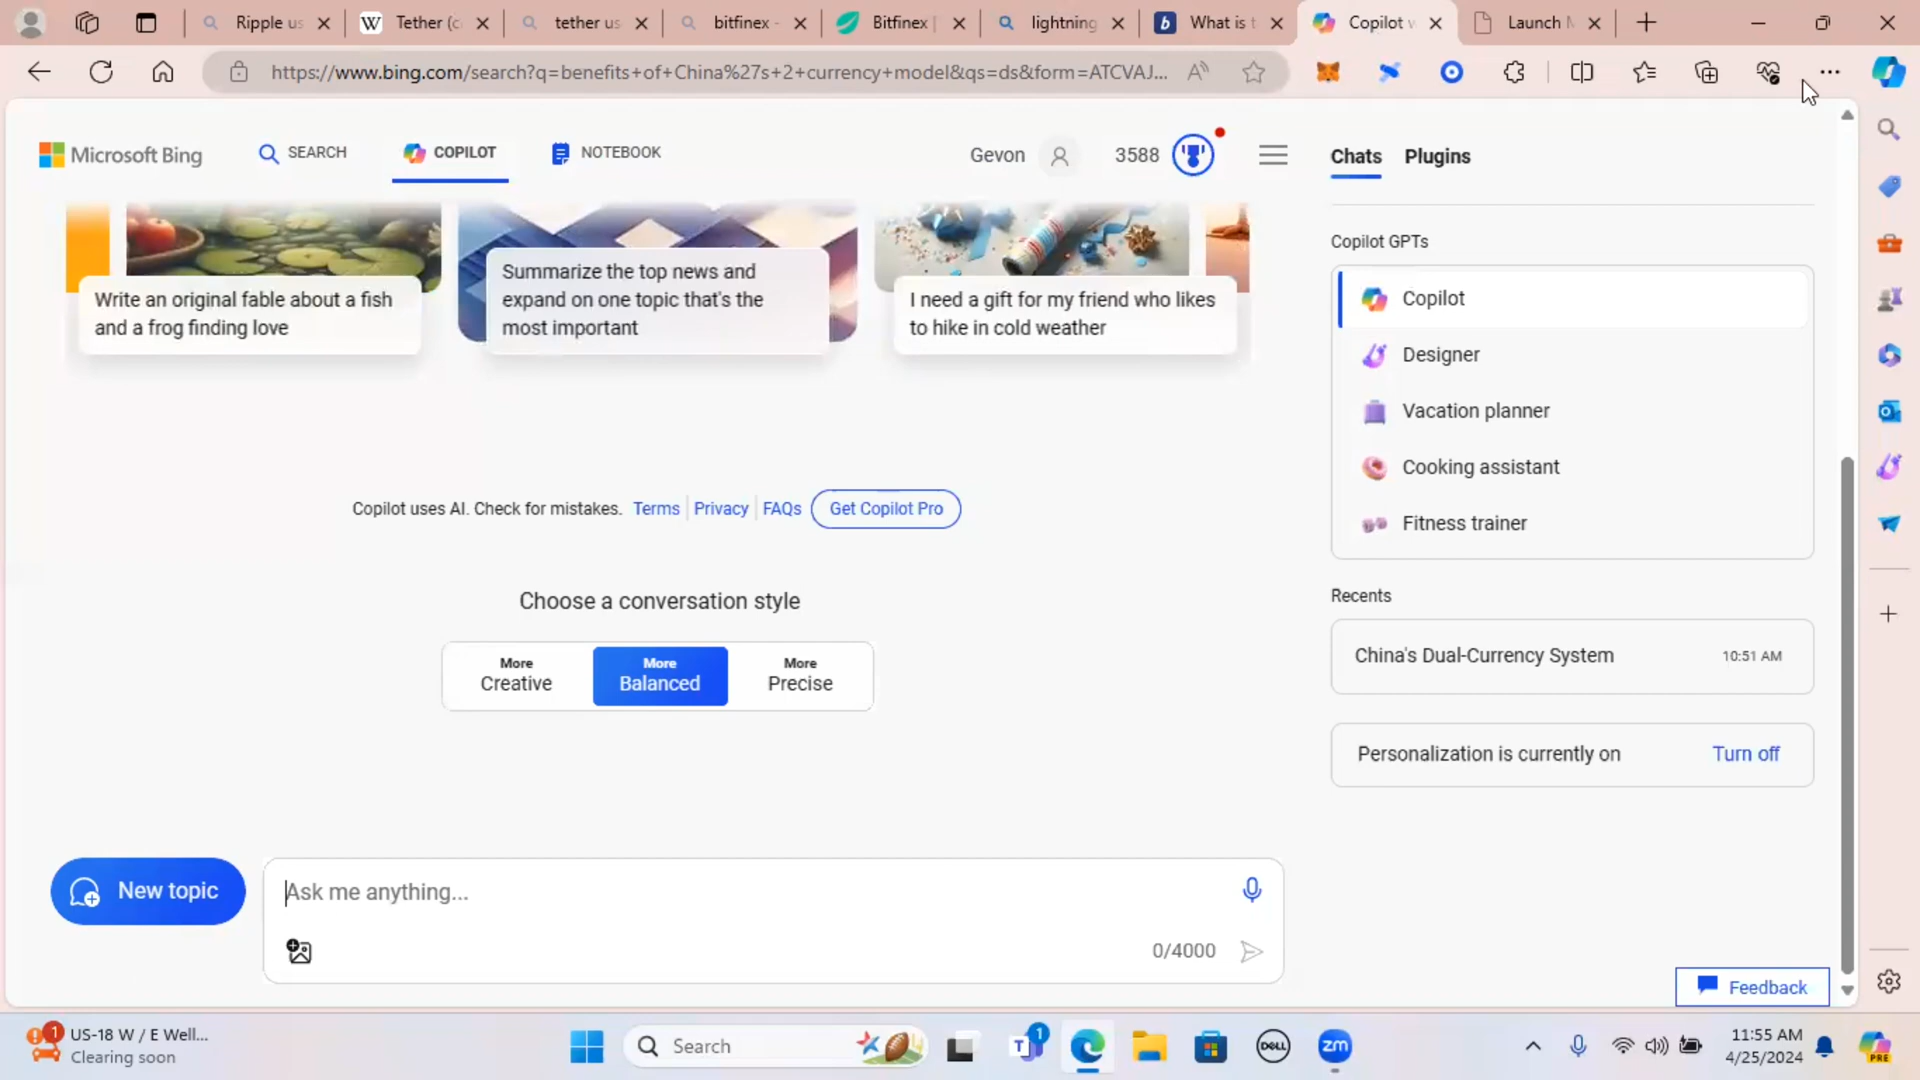 Ripple us
Tether (c
tether us
bitfinex -
Bitfinex |
lightning
What is t
Copilot w
Launch M
https://www.bing.com/search?q=benefits+of+China%27s+2+currency+model&qs=ds&form=ATCVAJ...
Microsoft Bing
SEARCH
COPILOT
NOTEBOOK
Gevon
3588
Chats
Plugins
Write an original fable about a fish
and a frog finding love
Summarize the top news and
expand on one topic that's the
most important
I need a gift for my friend who likes
to hike in cold weather
Copilot GPTs
Copilot
Designer
Vacation planner
Cooking assistant
Fitness trainer
Copilot uses AI. Check for mistakes. Terms Privacy FAQs Get Copilot Pro
Choose a conversation style
More
Creative
More
Balanced
More
Precise
Recents
China's Dual-Currency System 10:51 AM
Personalization is currently on Turn off
New topic
Ask me anything...
0/4000
Feedback
1
US-18 W / E Well...
Clearing soon
Search
1
DELL
zm
11:55 AM
4/25/2024
PRE